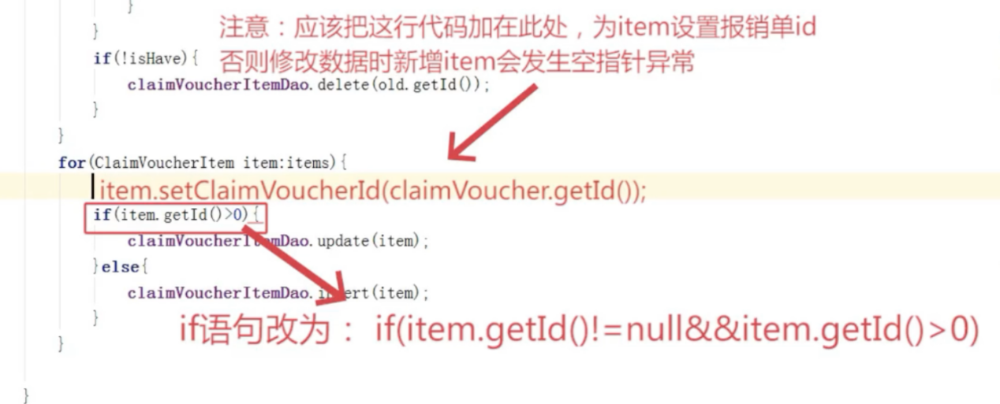 }
}
注意：应该把这行代码加在此处，为item设置报销单id
if(!isHave){
否则修改数据时新增item会发生空指针异常
claimVoucherItemDao.delete(old.getId());
}
}
for(ClaimVoucherItem item:items){
item.setClaimVoucherId(claimVoucher.getId());
if(item.getId()>0){
claimVoucherItemDao.update(item);
}else{
claimVoucherItemDao.insert(item);
}
if语句改为： if(item.getId()!=null&&item.getId()>0)
}
}